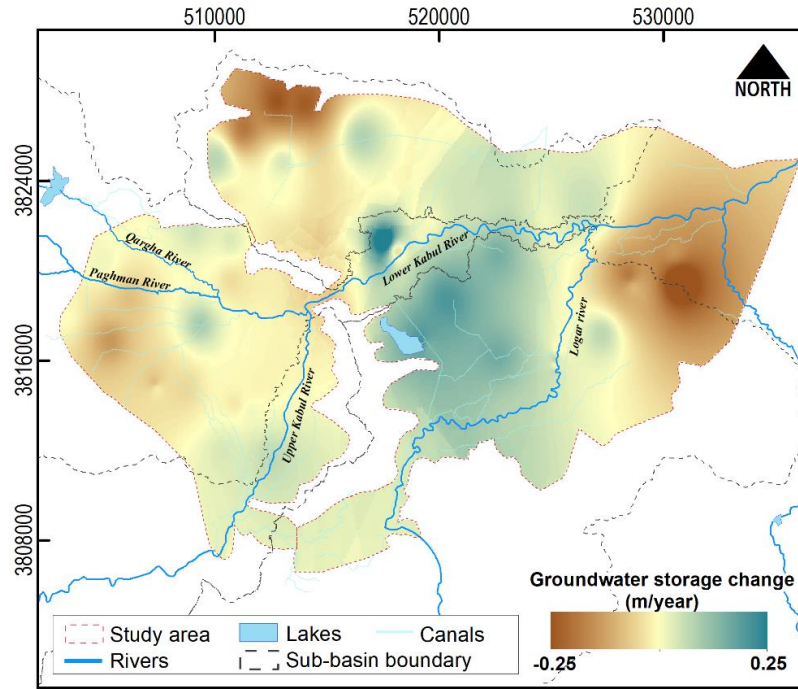 510000
520000
530000
NORTH
3824000
3816000
3808000
Qargha River
Paghman River
Lower Kabul River
Logar river
Upper Kabul River
Groundwater storage change
(m/year)
-0.25
0.25
Study area
Lakes
Canals
Rivers
Sub-basin boundary